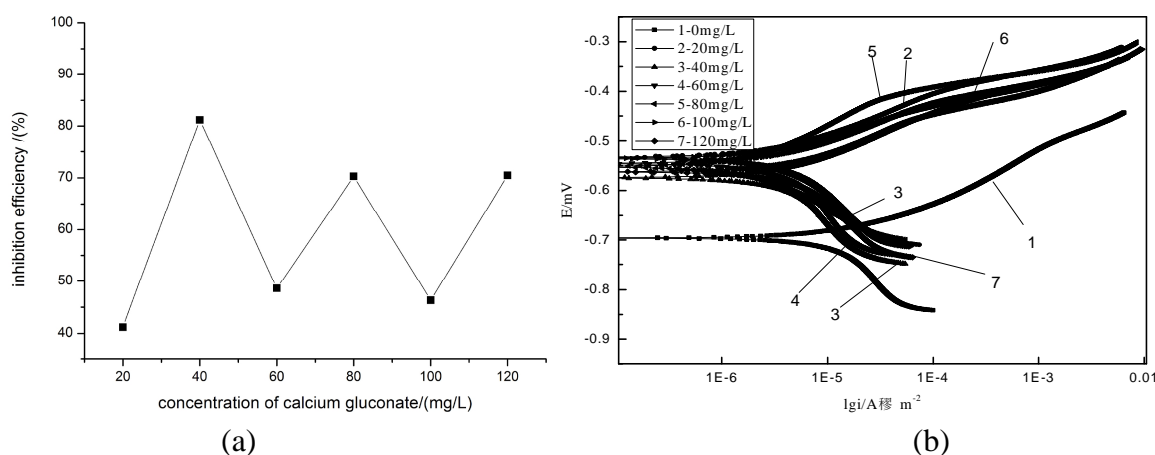 100
90
80
70
60
50
40
inhibition efficiency /(%)
20
40
60
80
100
120
concentration of calcium gluconate/(mg/L)
(a)
1-0mg/L
2-20mg/L
3-40mg/L
4-60mg/L
5-80mg/L
6-100mg/L
7-120mg/L
-0.3
-0.4
-0.5
-0.6
-0.7
-0.8
-0.9
E/mV
5
2
6
3
1
4
3
7
1E-6
1E-5
1E-4
1E-3
0.01
lgi/A穋 m-2
(b)